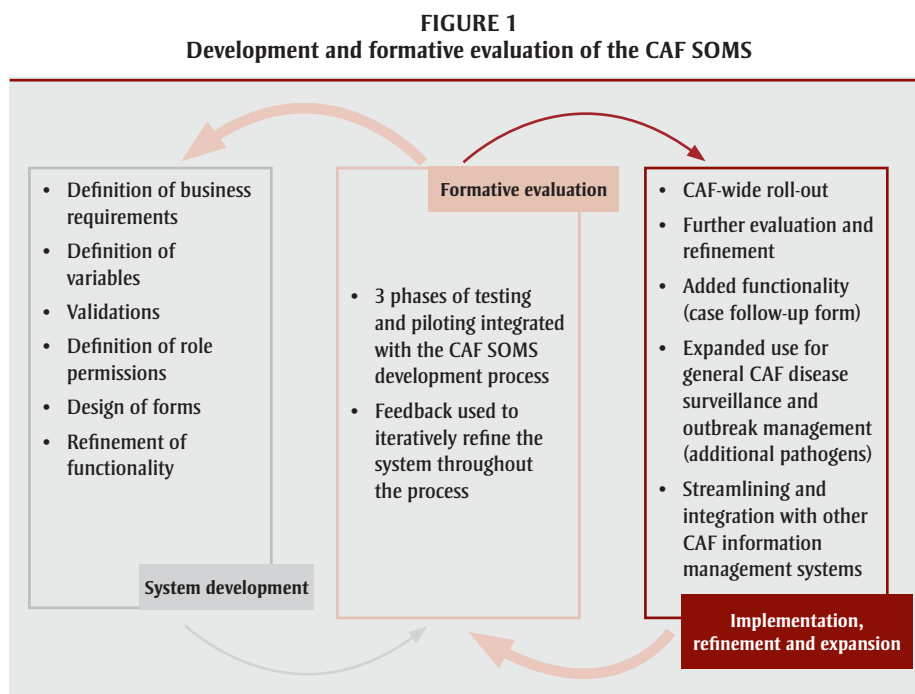 FIGURE 1
Development and formative evaluation of the CAF SOMS
• Definition of business
requirements
• Definition of
variables
• Validations
• Definition of role
permissions
• Design of forms
• Refinement of
functionality
System development
Formative evaluation
• 3 phases of testing
and piloting integrated
with the CAF SOMS
development process
• Feedback used to
iteratively refine the
system throughout
the process
• CAF-wide roll-out
• Further evaluation and
refinement
• Added functionality
(case follow-up form)
• Expanded use for
general CAF disease
surveillance and
outbreak management
(additional pathogens)
• Streamlining and
integration with other
CAF information
management systems
Implementation,
refinement and expansion